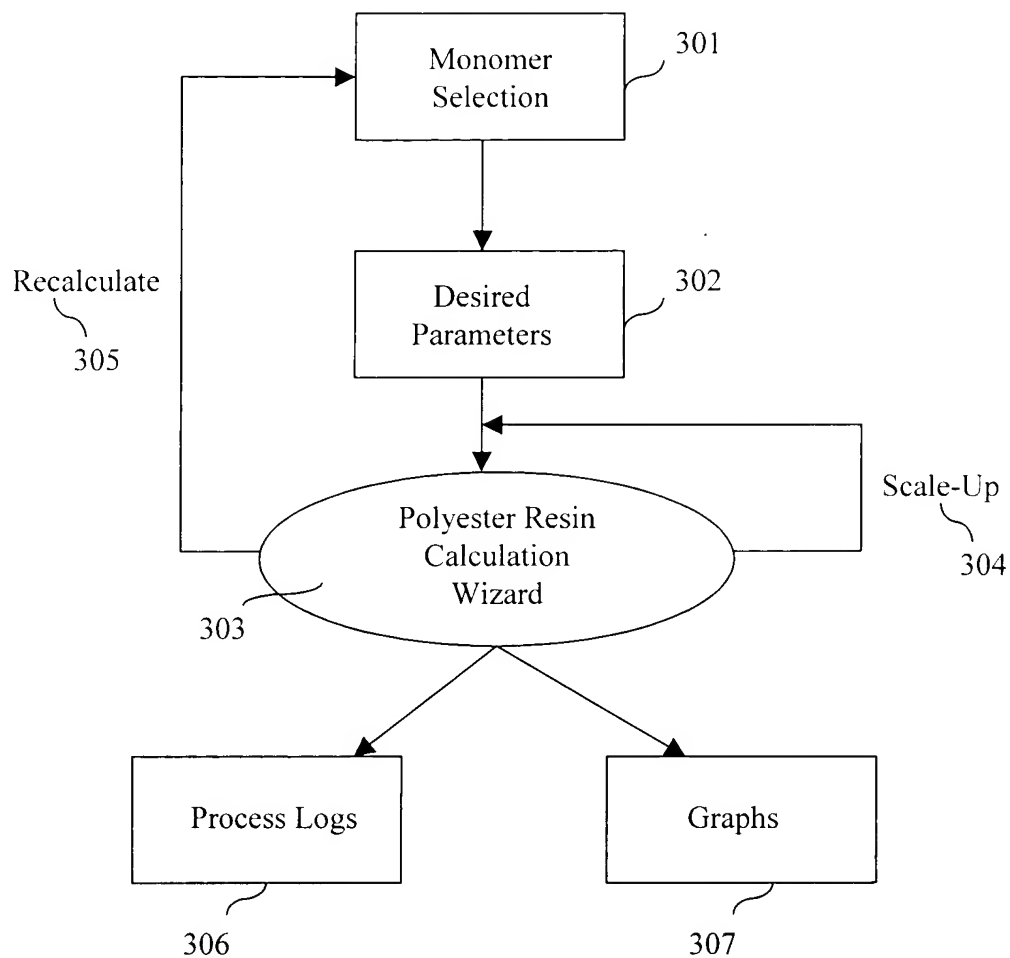 Monomer
Selection
301
Desired
Parameters
302
Recalculate
305
Polyester Resin
Calculation
Wizard
303
Scale-Up
304
Process Logs
306
Graphs
307